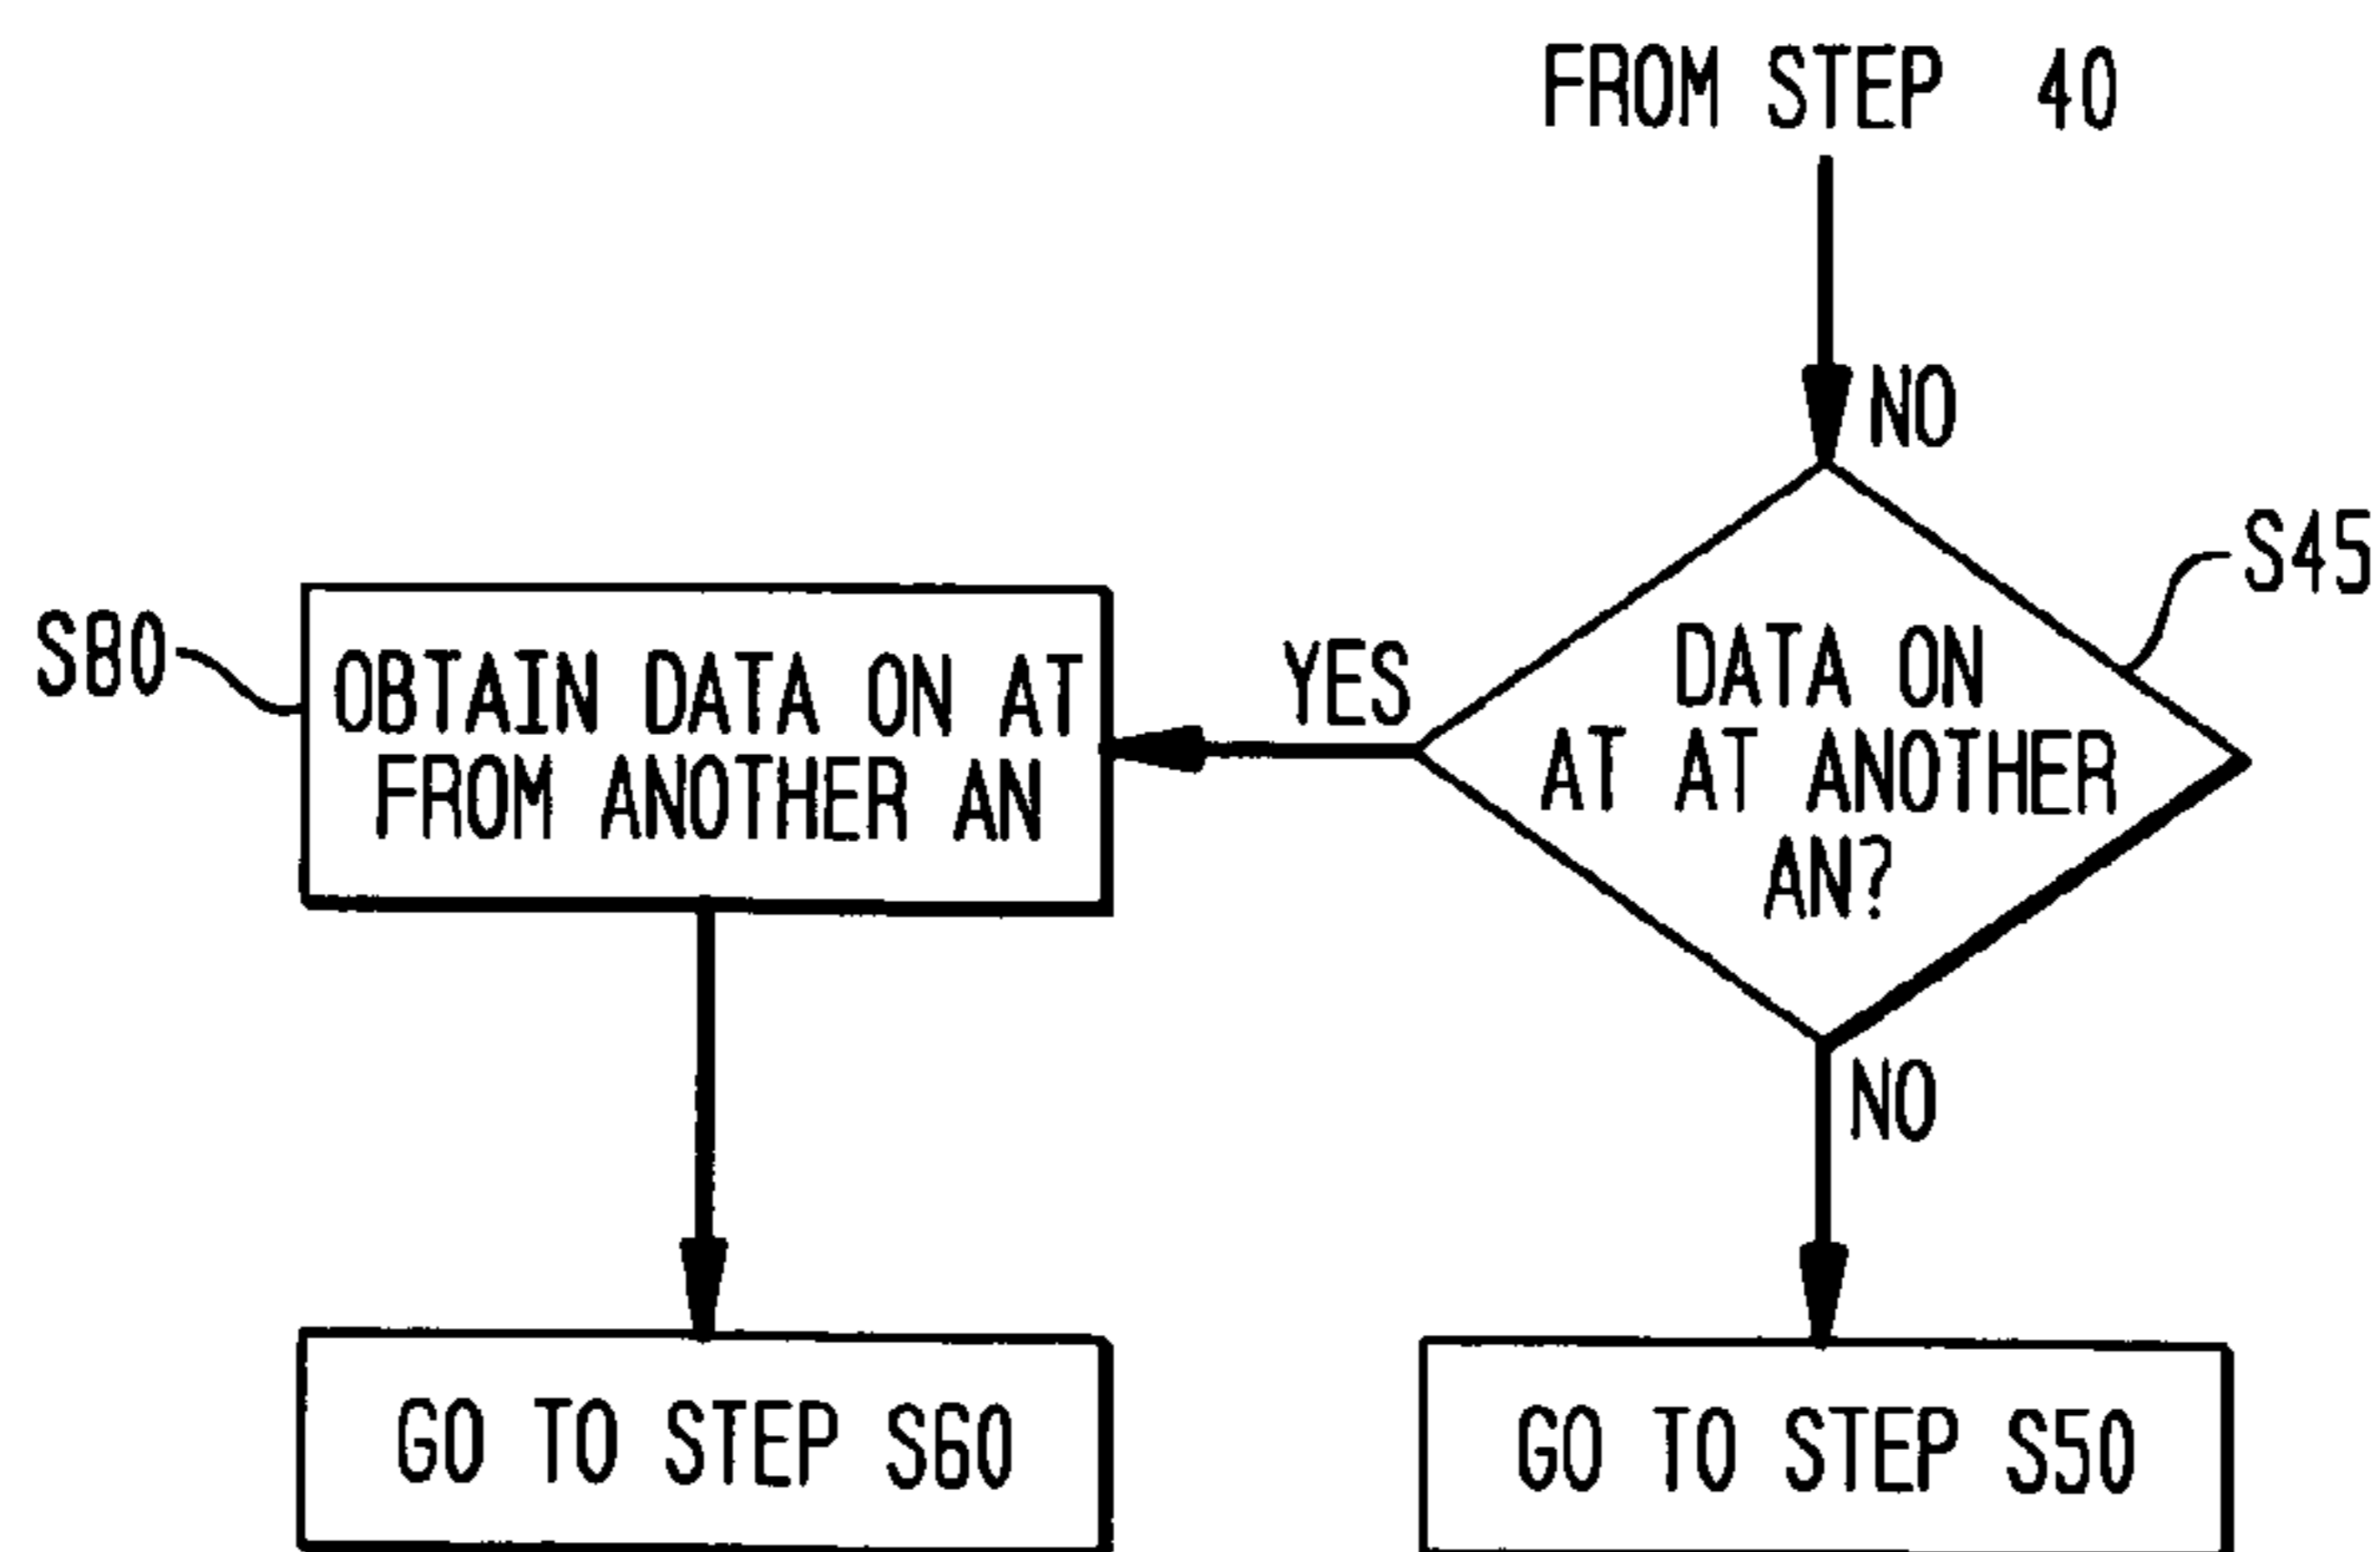 FROM STEP 40
NO
S45
DATA ON
AT AT ANOTHER
AN?
YES
S80
OBTAIN DATA ON AT
FROM ANOTHER AN
NO
GO TO STEP S60
GO TO STEP S50